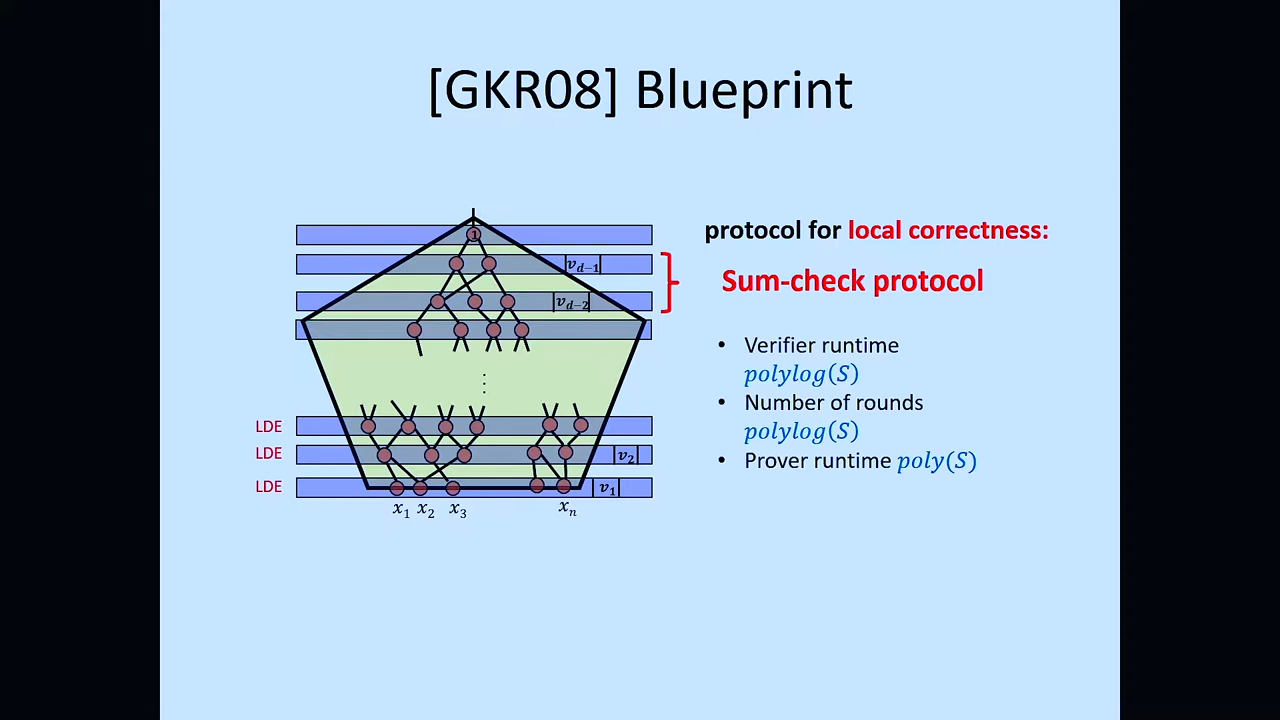 [GKR08] Blueprint
protocol for local correctness:
1
v_{d−1}
Sum-check protocol
v_{d−2}
• Verifier runtime
polylog(S)
• Number of rounds
polylog(S)
• Prover runtime poly(S)
⋮
LDE
LDE
v_2
LDE
v_1
x_1 x_2 x_3 x_n